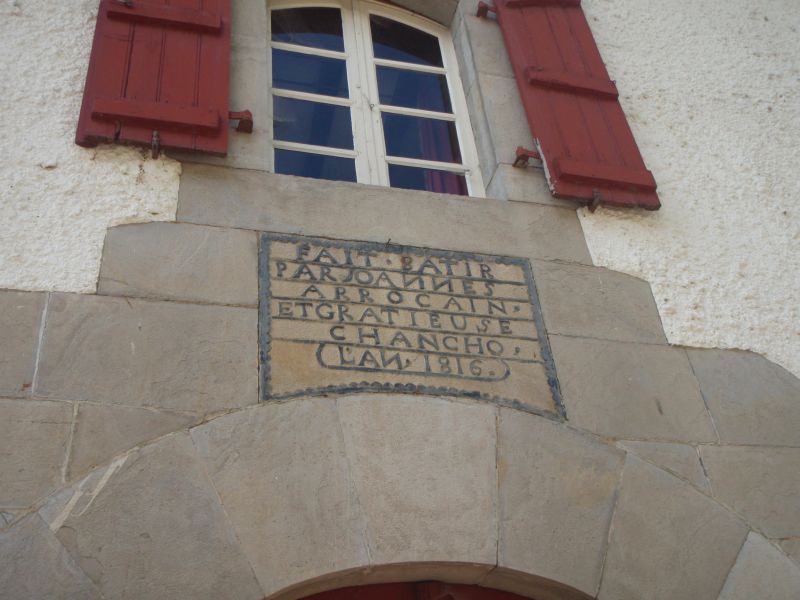 FAIT · BATIR
PAR JOANNES
ARROCAIN.
ET GRATIEUSE
CHANCHO.
L'AN. 1816.